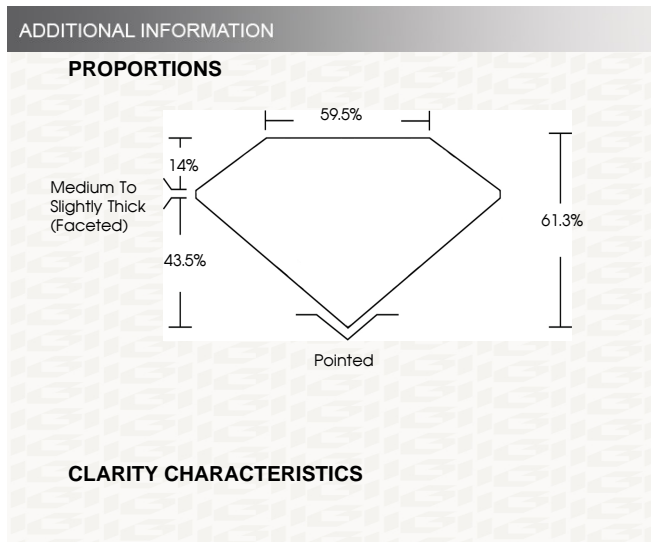 ADDITIONAL INFORMATION
PROPORTIONS
59.5%
14%
Medium To
Slightly Thick
(Faceted)
61.3%
43.5%
Pointed
CLARITY CHARACTERISTICS